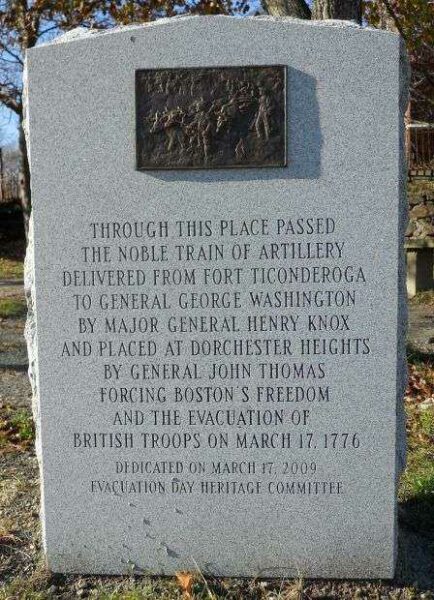 THROUGH THIS PLACE PASSED
THE NOBLE TRAIN OF ARTILLERY
DELIVERED FROM FORT TICONDEROGA
TO GENERAL GEORGE WASHINGTON
BY MAJOR GENERAL HENRY KNOX
AND PLACED AT DORCHESTER HEIGHTS
BY GENERAL JOHN THOMAS
FORCING BOSTON'S FREEDOM
AND THE EVACUATION OF
BRITISH TROOPS ON MARCH 17, 1776
DEDICATED ON MARCH 17, 2009
EVACUATION DAY HERITAGE COMMITTEE